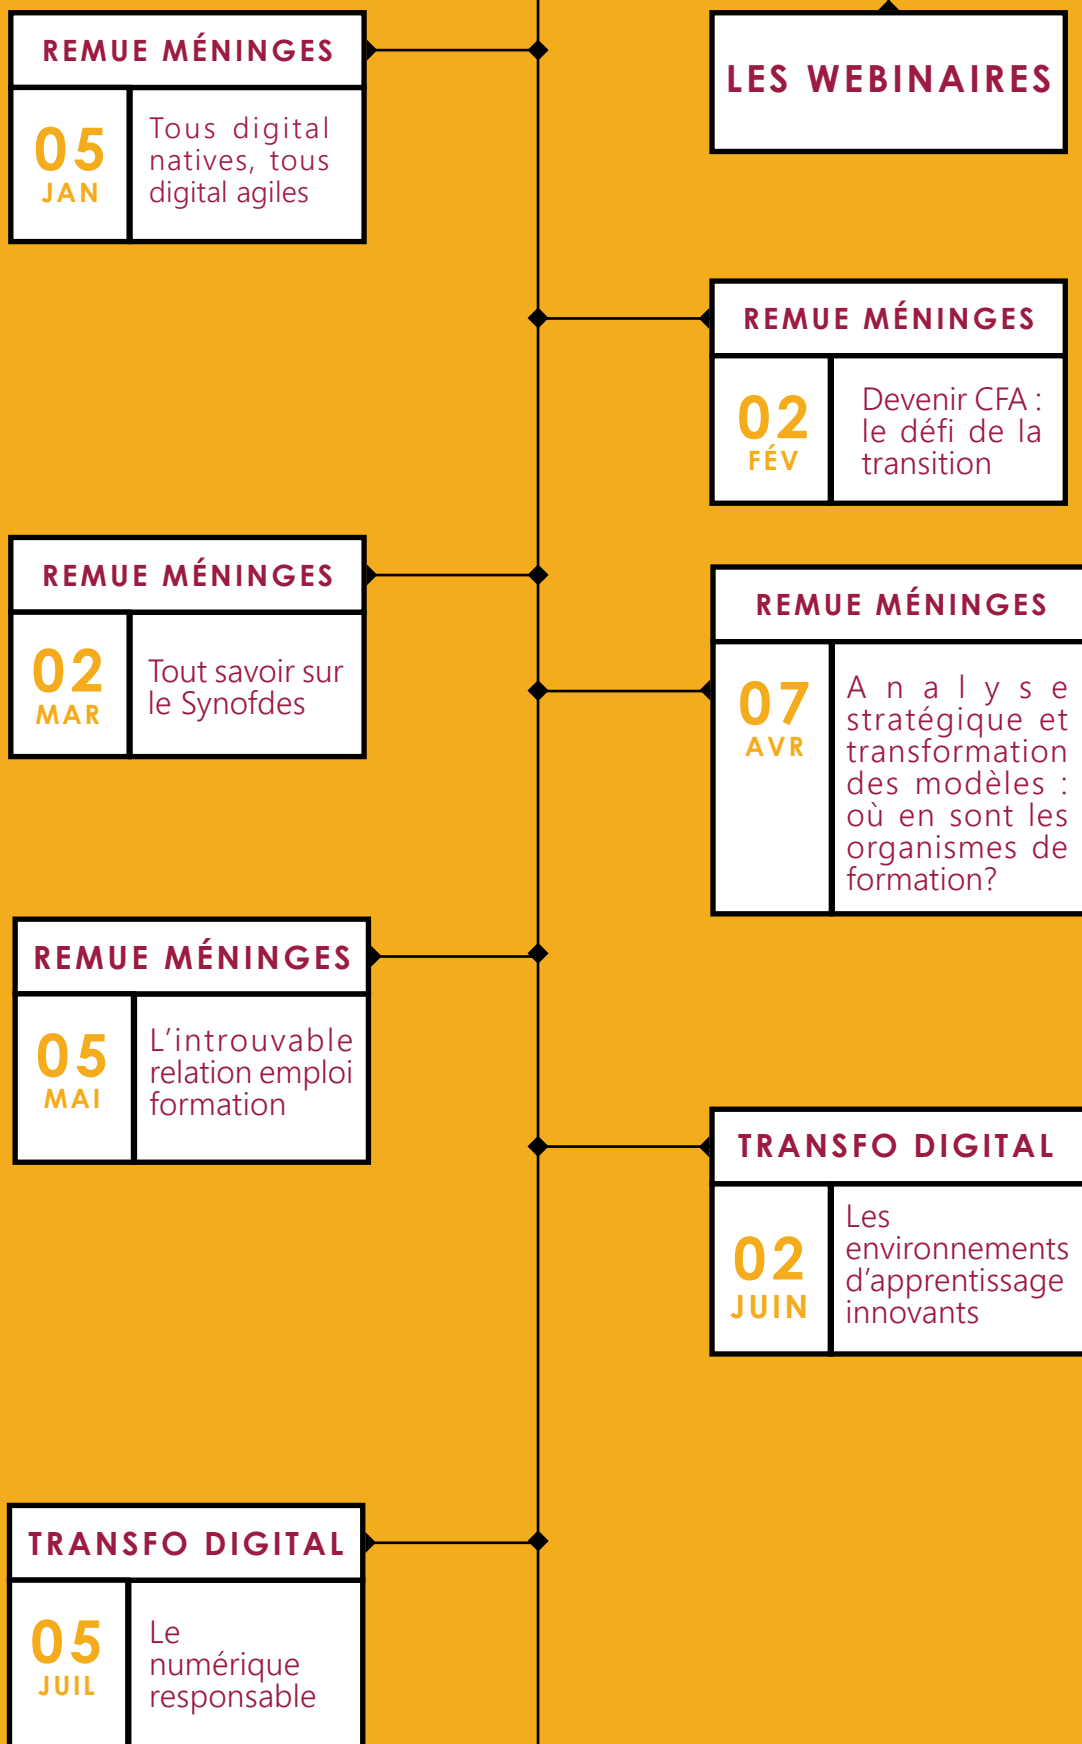 LES WEBINAIRES
REMUE MÉNINGES
05
JAN
Tous digital
natives, tous
digital agiles
REMUE MÉNINGES
02
FÉV
Devenir CFA :
le défi de la
transition
REMUE MÉNINGES
02
MAR
Tout savoir sur
le Synofdes
REMUE MÉNINGES
07
AVR
Analyse
stratégique et
transformation
des modèles :
où en sont les
organismes de
formation?
REMUE MÉNINGES
05
MAI
L'introuvable
relation emploi
formation
TRANSFO DIGITAL
02
JUIN
Les
environnements
d'apprentissage
innovants
TRANSFO DIGITAL
05
JUIL
Le
numérique
responsable